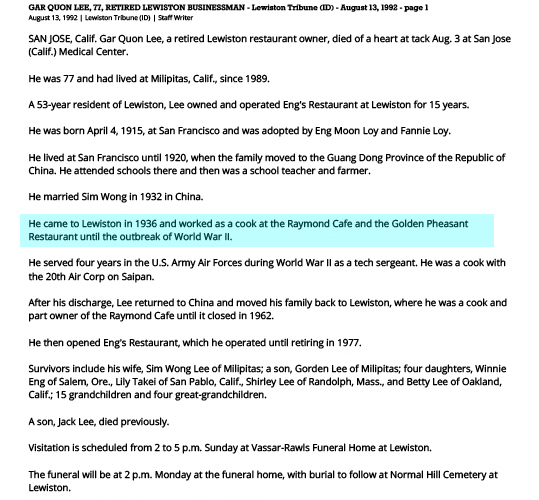 GAR QUON LEE, 77, RETIRED LEWISTON BUSINESSMAN - Lewiston Tribune (ID) - August 13, 1992 - page 1
August 13, 1992 | Lewiston Tribune (ID) | Staff Writer
SAN JOSE, Calif. Gar Quon Lee, a retired Lewiston restaurant owner, died of a heart at tack Aug. 3 at San Jose
(Calif.) Medical Center.
He was 77 and had lived at Milipitas, Calif., since 1989.
A 53-year resident of Lewiston, Lee owned and operated Eng's Restaurant at Lewiston for 15 years.
He was born April 4, 1915, at San Francisco and was adopted by Eng Moon Loy and Fannie Loy.
He lived at San Francisco until 1920, when the family moved to the Guang Dong Province of the Republic of
China. He attended schools there and then was a school teacher and farmer.
He married Sim Wong in 1932 in China.
He came to Lewiston in 1936 and worked as a cook at the Raymond Cafe and the Golden Pheasant
Restaurant until the outbreak of World War II.
He served four years in the U.S. Army Air Forces during World War II as a tech sergeant. He was a cook with
the 20th Air Corp on Saipan.
After his discharge, Lee returned to China and moved his family back to Lewiston, where he was a cook and
part owner of the Raymond Cafe until it closed in 1962.
He then opened Eng's Restaurant, which he operated until retiring in 1977.
Survivors include his wife, Sim Wong Lee of Milipitas; a son, Gorden Lee of Milipitas; four daughters, Winnie
Eng of Salem, Ore., Lily Takei of San Pablo, Calif., Shirley Lee of Randolph, Mass., and Betty Lee of Oakland,
Calif.; 15 grandchildren and four great-grandchildren.
A son, Jack Lee, died previously.
Visitation is scheduled from 2 to 5 p.m. Sunday at Vassar-Rawls Funeral Home at Lewiston.
The funeral will be at 2 p.m. Monday at the funeral home, with burial to follow at Normal Hill Cemetery at
Lewiston.